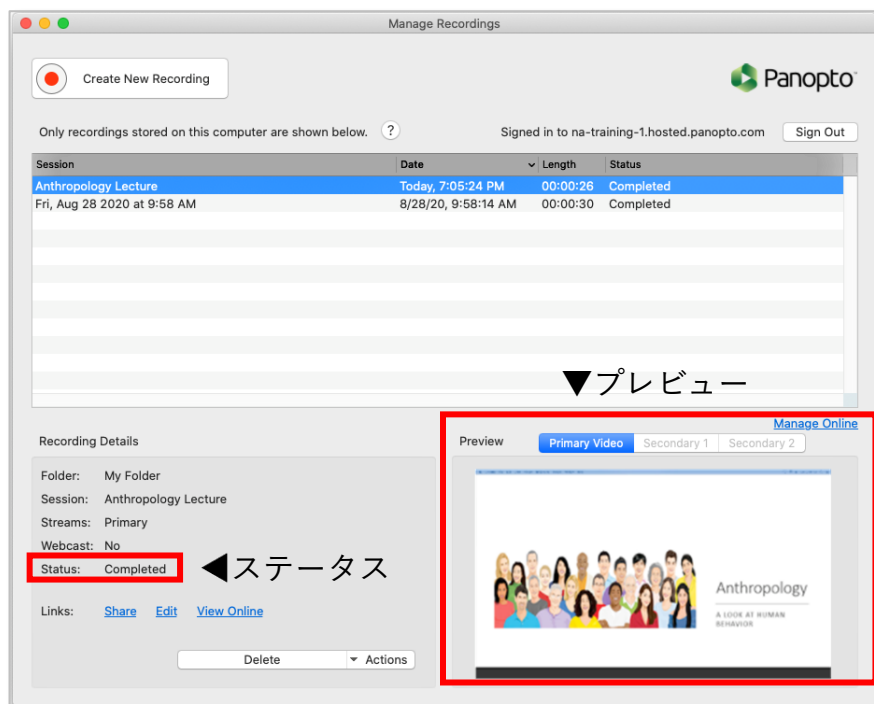 Manage Recordings
Create New Recording
Panopto
Only recordings stored on this computer are shown below. ?
Signed in to na-training-1.hosted.panopto.com Sign Out
Session Date Length Status
Anthropology Lecture Today, 7:05:24 PM 00:00:26 Completed
Fri, Aug 28 2020 at 9:58 AM 8/28/20, 9:58:14 AM 00:00:30 Completed
▼プレビュー
Manage Online
Recording Details
Preview Primary Video Secondary 1 Secondary 2
Folder: My Folder
Session: Anthropology Lecture
Streams: Primary
Webcast: No
Status: Completed ◀ステータス
Links: Share Edit View Online
Delete Actions
Anthropology
A LOOK AT HUMAN
BEHAVIOR